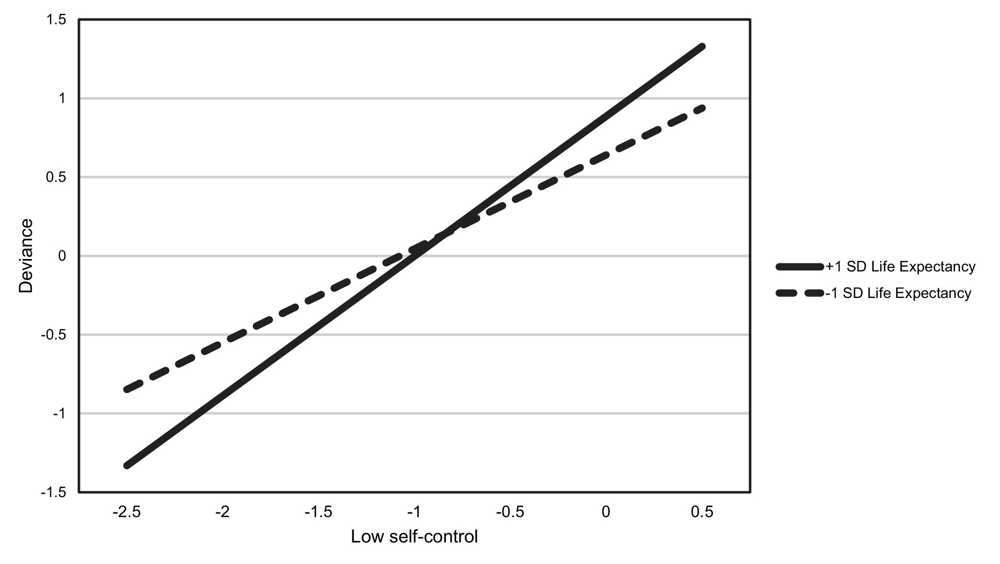 1.5
1
0.5
0
-0.5
-1
-1.5
Deviance
-2.5 -2 -1.5 -1 -0.5 0 0.5
Low self-control
+1 SD Life Expectancy
-1 SD Life Expectancy